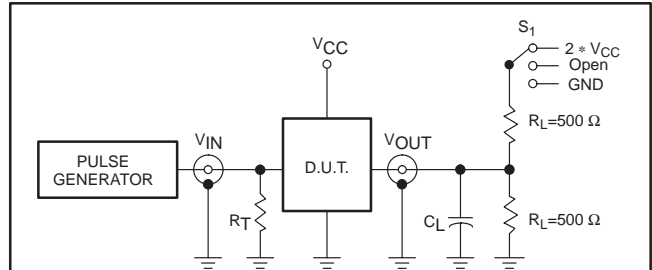 S1
2 * VCC
Open
GND
VCC
RL=500 Ω
VIN
VOUT
PULSE
GENERATOR
D.U.T.
RT
CL
RL=500 Ω